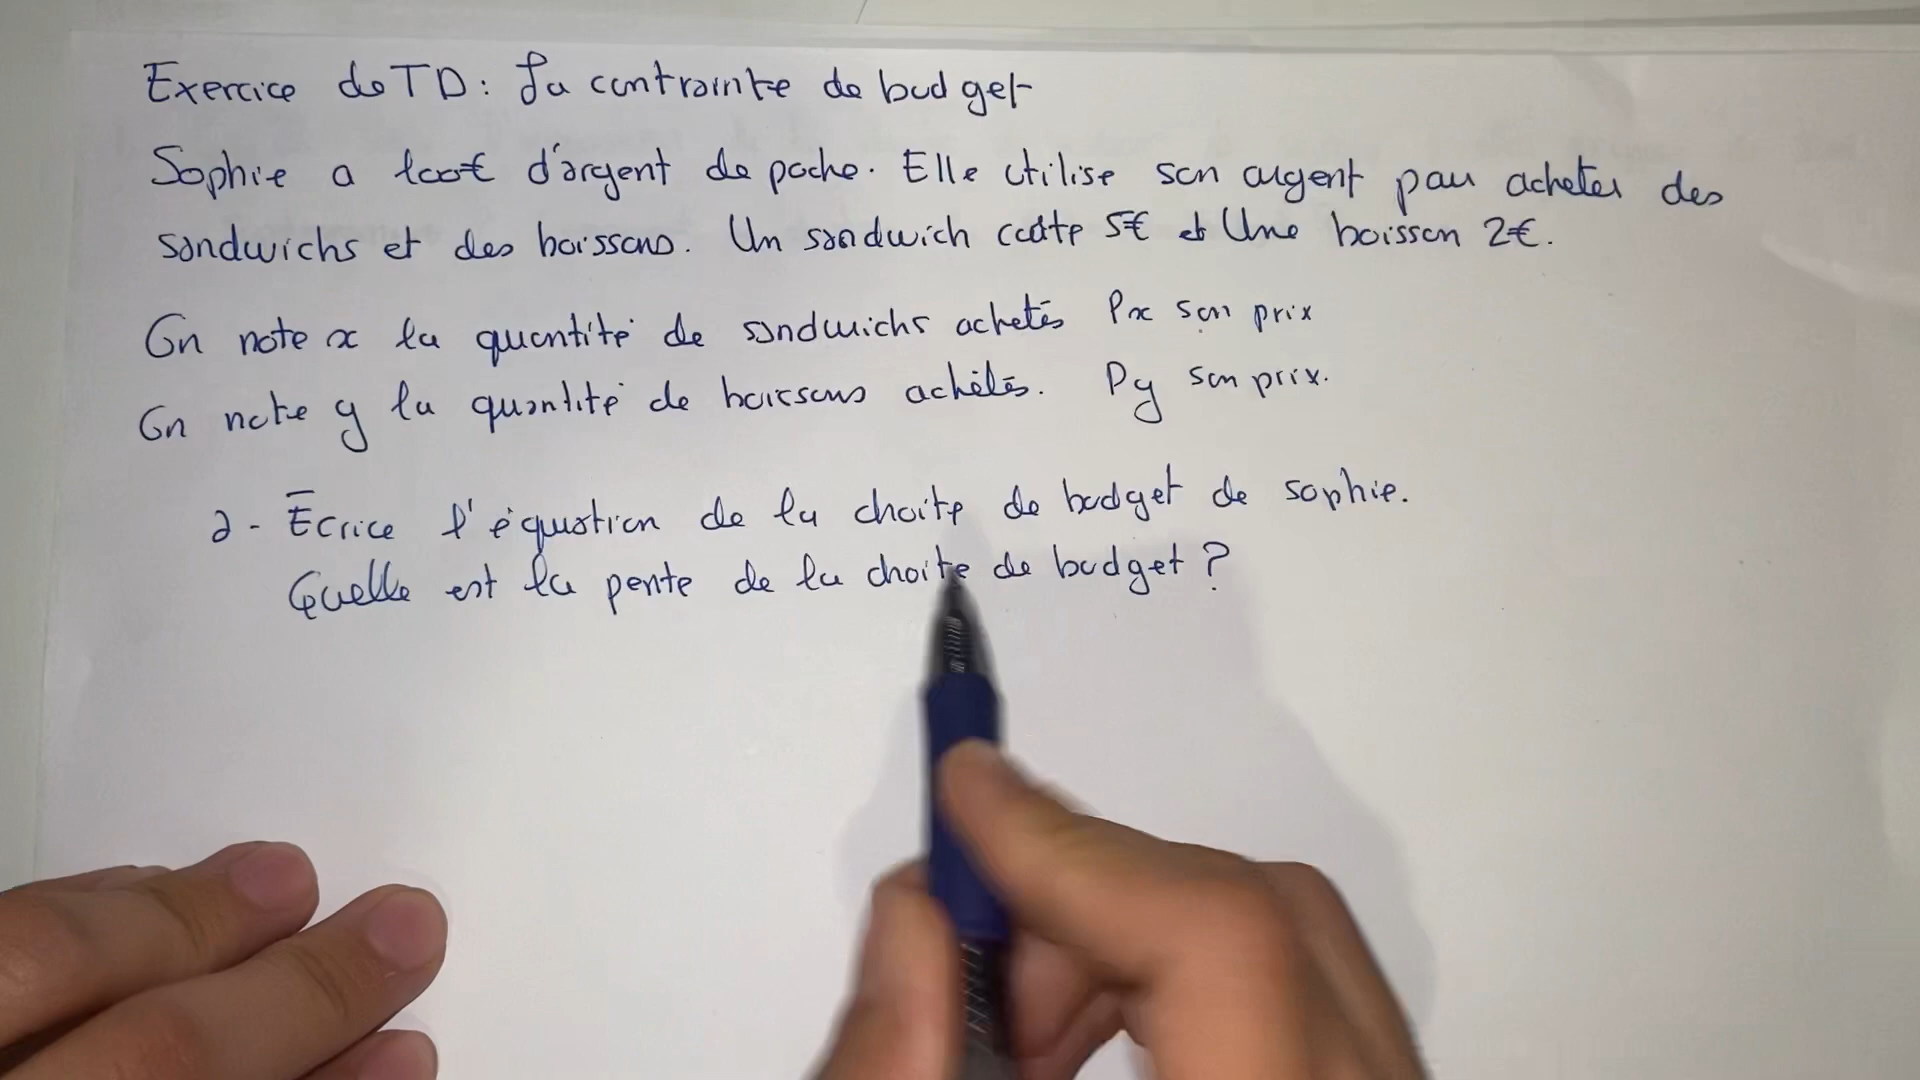 Exercice de TD : La contrainte de budget
Sophie a 100€ d'argent de poche. Elle utilise son argent pour acheter des
sandwichs et des boissons. Un sandwich coûte 5€ et Une boisson 2€.
On note x la quantité de sandwichs achetés Px son prix
On note y la quantité de boissons achetés. Py son prix.
2 - Ecrire l'équation de la droite de budget de sophie.
Quelle est la pente de la droite de budget ?